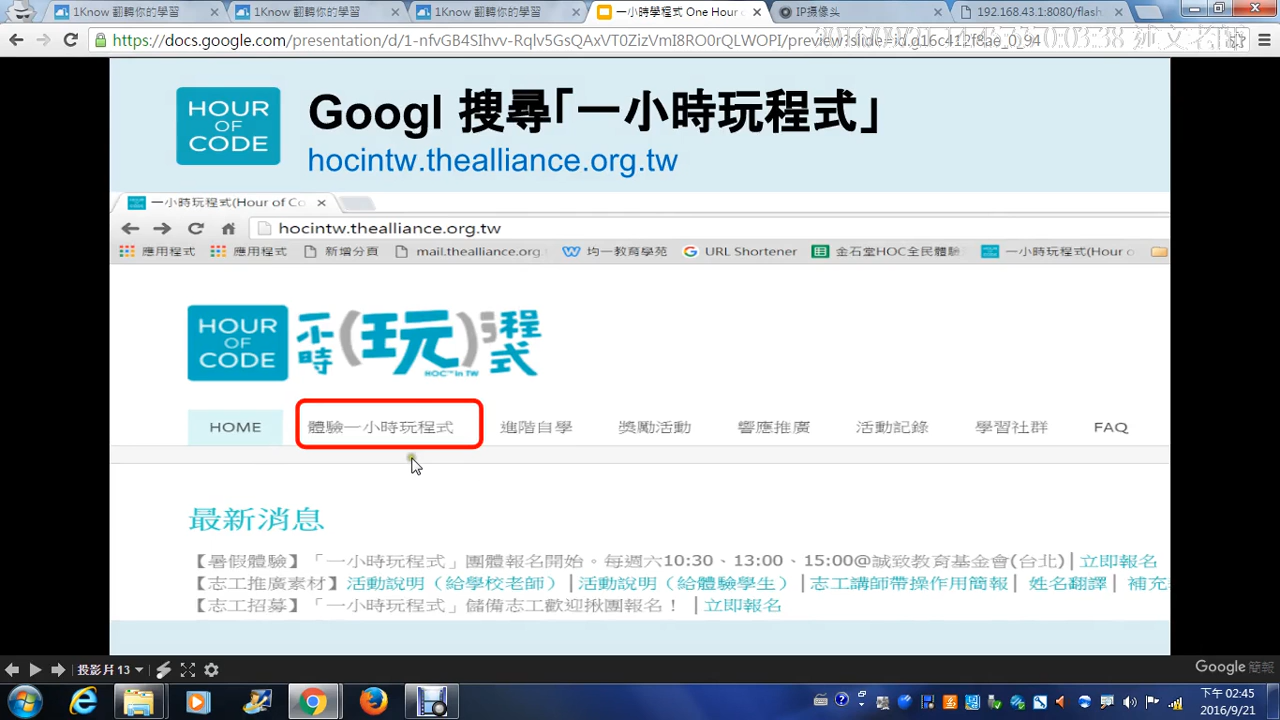 1Know 翻轉你的學習
1Know 翻轉你的學習
1Know 翻轉你的學習
一小時學程式 One Hour
IP摄像头
192.168.43.1:8080/flash
https://docs.google.com/presentation/d/1-nfvGB4SIhwHRqlv5GsQAxVT0ZizVmI8RO0rQLWOPI/preview?slide=id.g16c412f8ae_0_94
HOUR
OF
CODE
Googl 搜尋「一小時玩程式」
hocintw.thealliance.org.tw
一小時玩程式(Hour of Co
hocintw.thealliance.org.tw
應用程式 應用程式 新增分頁 mail.thealliance.org 均一教育學苑 URL Shortener 金石堂HOC全民體驗 一小時玩程式(Hour o
HOUR
OF
CODE
一小時(玩)程式
HOC™ in TW
HOME 體驗一小時玩程式 進階自學 獎勵活動 響應推廣 活動記錄 學習社群 FAQ
最新消息
【暑假體驗】「一小時玩程式」團體報名開始。每週六10:30、13:00、15:00@誠致教育基金會(台北)|立即報名
【志工推廣素材】活動說明（給學校老師）|活動說明（給體驗學生）|志工講師帶操作用簡報| 姓名翻譯| 補充
【志工招募】「一小時玩程式」儲備志工歡迎揪團報名！ |立即報名
投影片 13
Google 簡報
下午 02:45
2016/9/21